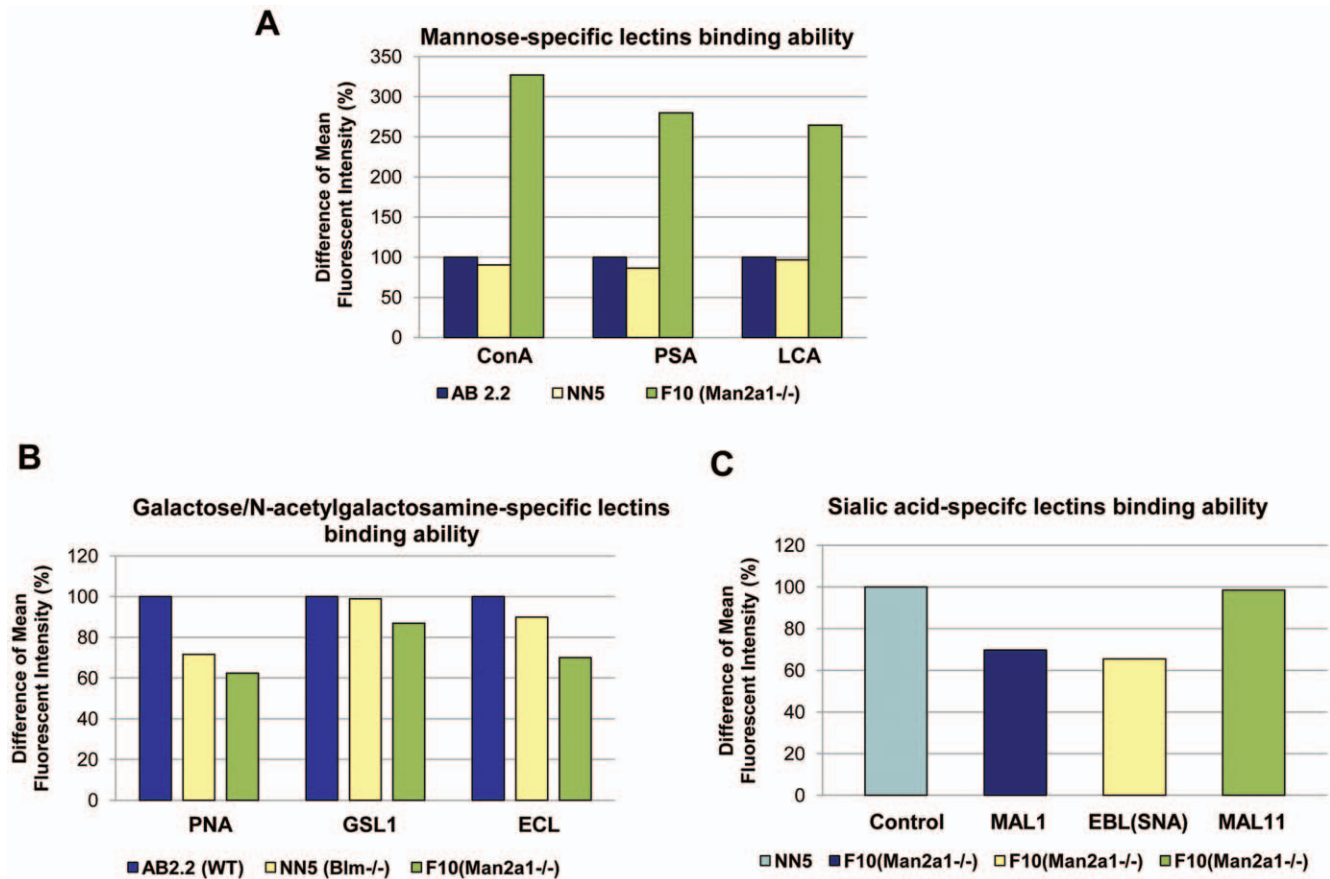 A
Mannose-specific lectins binding ability
Difference of Mean
Fluorescent Intensity (%)
350
300
250
200
150
100
50
0
ConA PSA LCA
AB 2.2 NN5 F10 (Man2a1-/-)
B
Galactose/N-acetylgalactosamine-specific lectins
binding ability
Difference of Mean
Fluorescent Intensity (%)
120
100
80
60
40
20
0
PNA GSL1 ECL
AB2.2 (WT) NN5 (Blm-/-) F10(Man2a1-/-)
C
Sialic acid-specifc lectins binding ability
Difference of Mean
Fluorescent Intensity (%)
120
100
80
60
40
20
0
Control MAL1 EBL(SNA) MAL11
NN5 F10(Man2a1-/-) F10(Man2a1-/-) F10(Man2a1-/-)